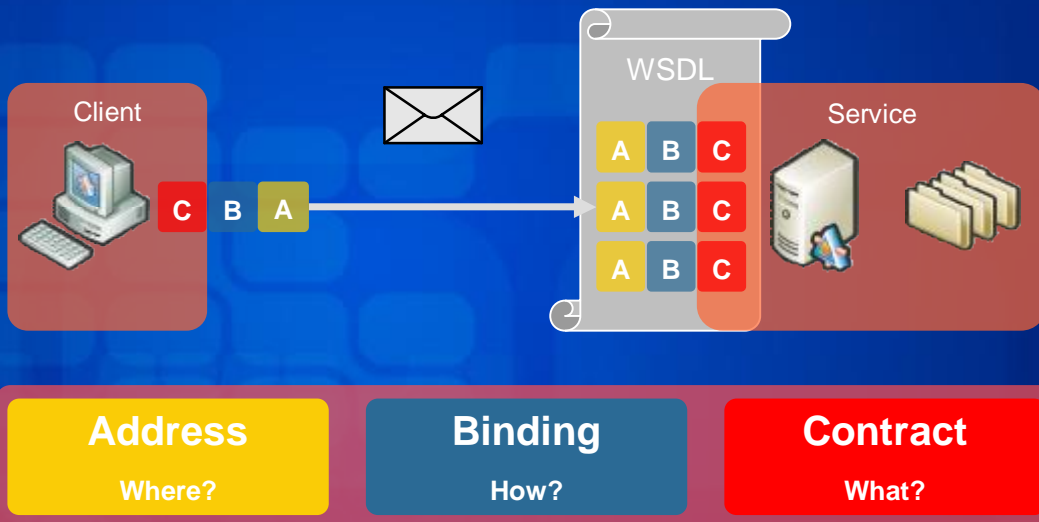 WSDL
Client
Service
A B C
C B A
A B C
A B C
Address
Where?
Binding
How?
Contract
What?